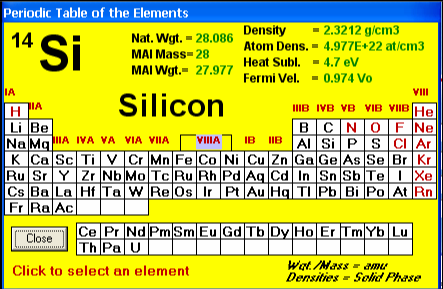 Periodic Table of the Elements
14 Si
Nat. Wgt.= 28.086
MAI Mass= 28
MAI Wgt.= 27.977
Density = 2.3212 g/cm3
Atom Dens. = 4.977E+22 at/cm3
Heat Subl. = 4.7 eV
Fermi Vel. = 0.974 Vo
Silicon
IA VIII
H IIA IIIB IVB VB VIB VIIB He
Li Be B C N O F Ne
Na Mg IIIA IVA VA VIA VIIA VIIIA IB IIB Al Si P S Cl Ar
K Ca Sc Ti V Cr Mn Fe Co Ni Cu Zn Ga Ge As Se Br Kr
Ru Sr Y Zr Nb Mo Tc Ru Rh Pd Aq Cd In Sn Sb Te I Xe
Cs Ba La Hf Ta W Re Os Ir Pt Au Hq Tl Pb Bi Po At Rn
Fr Ra Ac
Ce Pr Nd Pm Sm Eu Gd Tb Dy Ho Er Tm Yb Lu
Th Pa U
Close
Click to select an element
Wgt./Mass = amu
Densities = Solid Phase